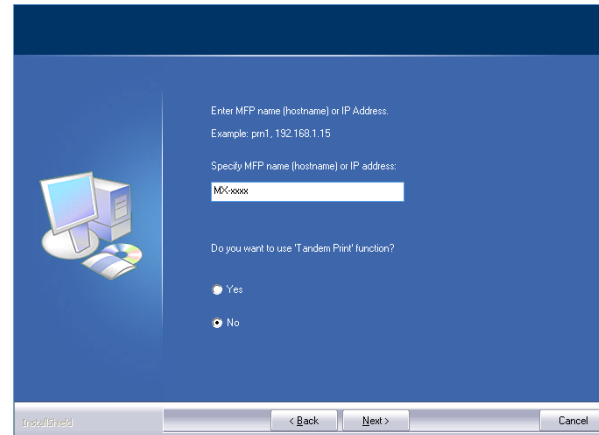 Enter MFP name (hostname) or IP Address.
Example: prn1, 192.168.1.15
Specify MFP name (hostname) or IP address:
MX-xxxx
Do you want to use 'Tandem Print' function?
Yes
No
InstallShield
< Back
Next >
Cancel